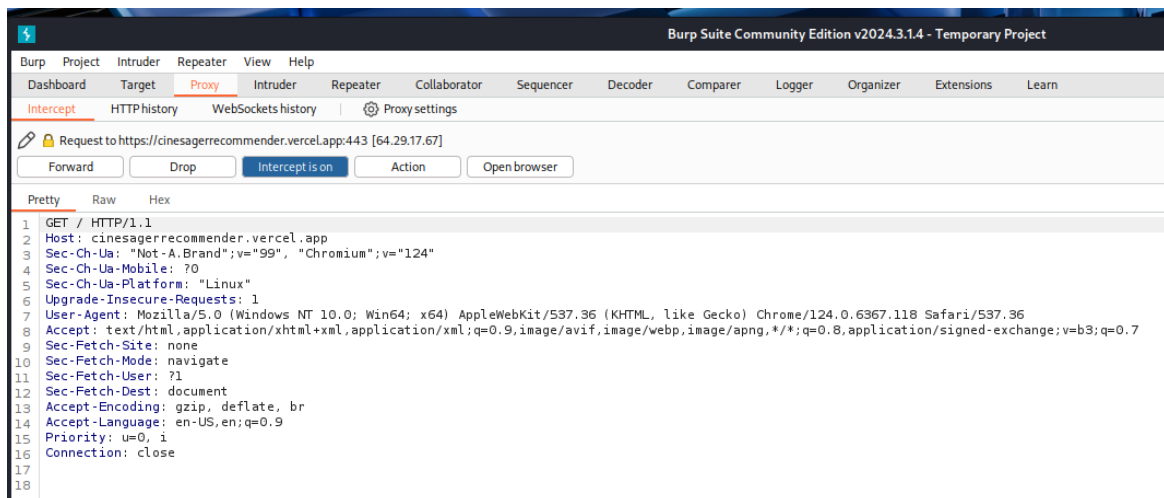 Burp Suite Community Edition v2024.3.1.4 - Temporary Project
Burp Project Intruder Repeater View Help
Dashboard Target Proxy Intruder Repeater Collaborator Sequencer Decoder Comparer Logger Organizer Extensions Learn
Intercept HTTP history WebSockets history Proxy settings
Request to https://cinesagerrecommender.vercel.app:443 [64.29.17.67]
Forward Drop Intercept is on Action Open browser
Pretty Raw Hex
1 GET / HTTP/1.1
2 Host: cinesagerrecommender.vercel.app
3 Sec-Ch-Ua: "Not-A.Brand";v="99", "Chromium";v="124"
4 Sec-Ch-Ua-Mobile: ?0
5 Sec-Ch-Ua-Platform: "Linux"
6 Upgrade-Insecure-Requests: 1
7 User-Agent: Mozilla/5.0 (Windows NT 10.0; Win64; x64) AppleWebKit/537.36 (KHTML, like Gecko) Chrome/124.0.6367.118 Safari/537.36
8 Accept: text/html,application/xhtml+xml,application/xml;q=0.9,image/avif,image/webp,image/apng,*/*;q=0.8,application/signed-exchange;v=b3;q=0.7
9 Sec-Fetch-Site: none
10 Sec-Fetch-Mode: navigate
11 Sec-Fetch-User: ?1
12 Sec-Fetch-Dest: document
13 Accept-Encoding: gzip, deflate, br
14 Accept-Language: en-US,en;q=0.9
15 Priority: u=0, i
16 Connection: close
17
18